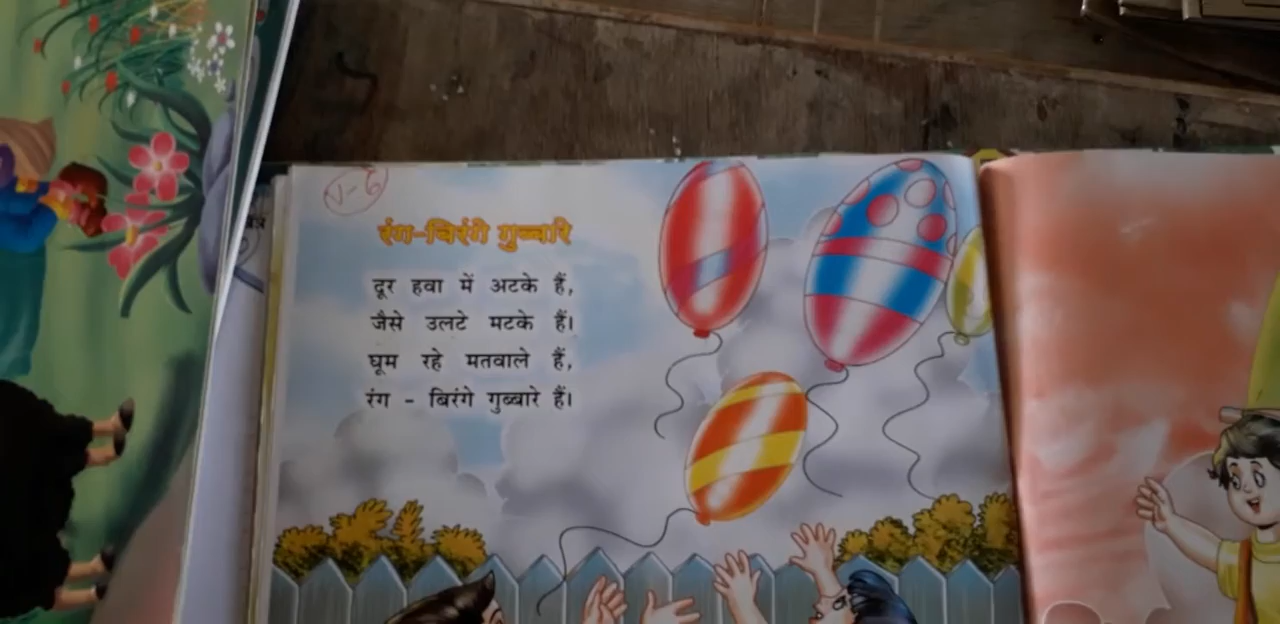 रंग-बिरंगे गुब्बारे
दूर हवा में अटके हैं,
जैसे उलटे मटके हैं।
घूम रहे मतवाले हैं,
रंग - बिरंगे गुब्बारे हैं।